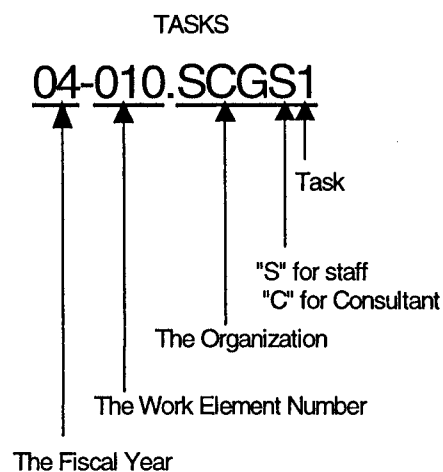 TASKS
04-010.SCGS1
Task
"S" for staff
"C" for Consultant
The Organization
The Work Element Number
The Fiscal Year